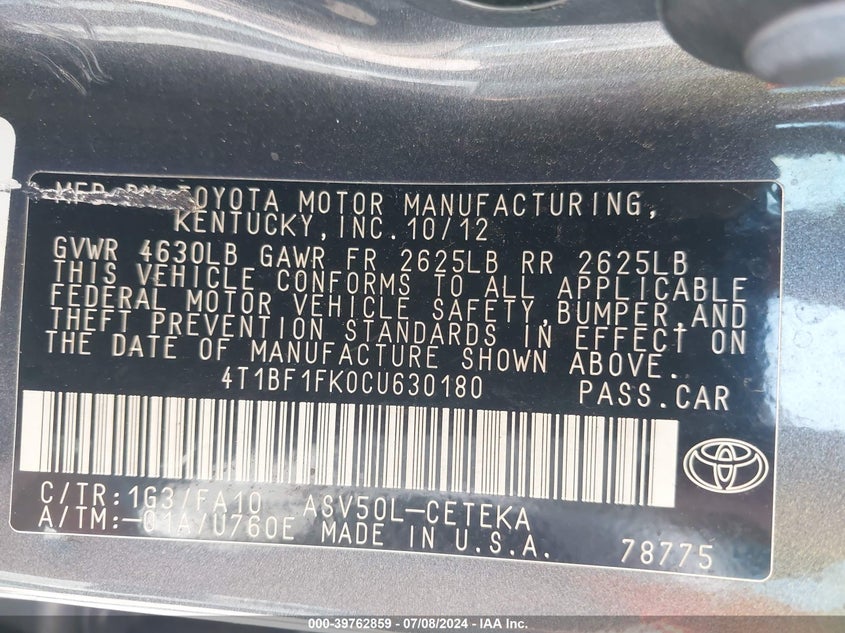 MFD BY TOYOTA MOTOR MANUFACTURING,
KENTUCKY, INC. 10/12
GVWR 4630LB GAWR FR 2625LB RR 2625LB
THIS VEHICLE CONFORMS TO ALL APPLICABLE
FEDERAL MOTOR VEHICLE SAFETY, BUMPER, AND
THEFT PREVENTION STANDARDS IN EFFECT ON
THE DATE OF MANUFACTURE SHOWN ABOVE.
4T1BF1FK0CU630180 PASS.CAR
C/TR:1G3/FA10 ASV50L-CETEKA
A/TM:-01A/U760E MADE IN U.S.A. 78775
000-39762859 / 07/08/2024 - IAA Inc.